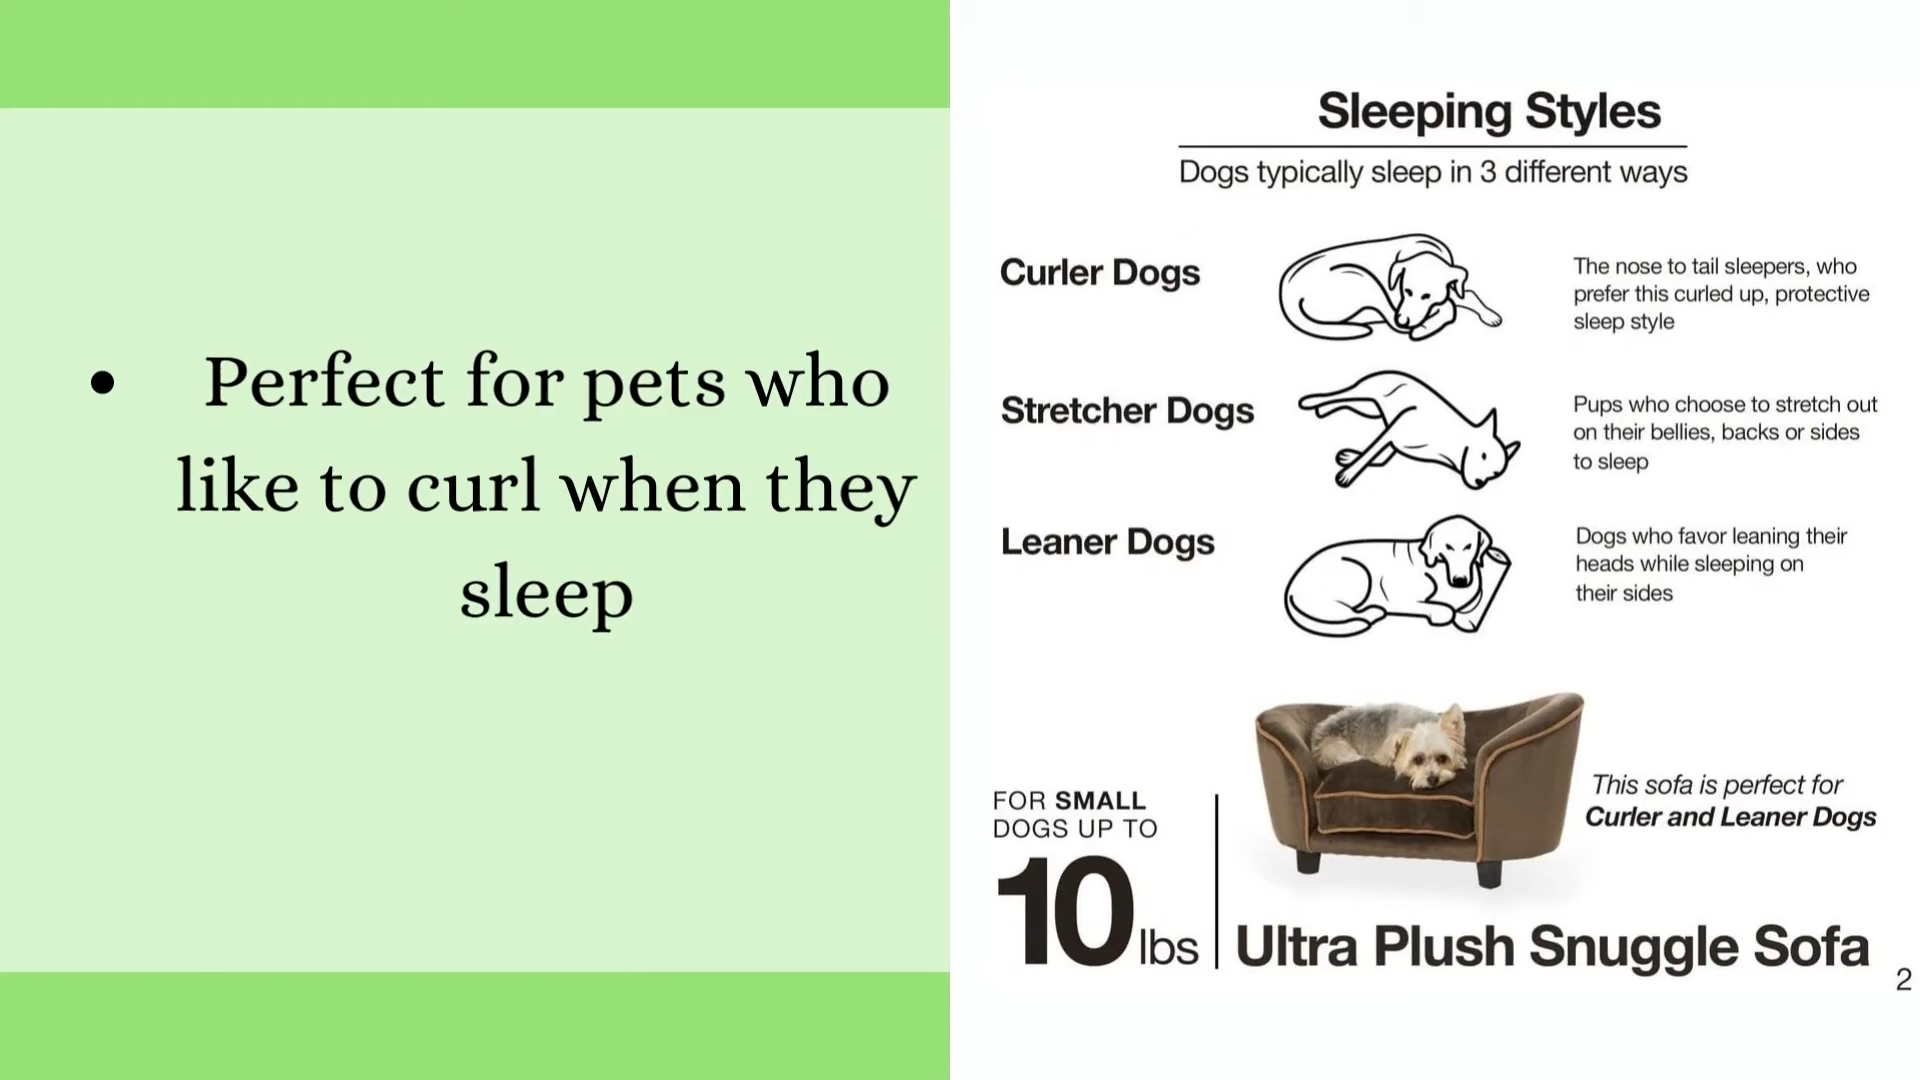 • Perfect for pets who
like to curl when they
sleep
Sleeping Styles
Dogs typically sleep in 3 different ways
Curler Dogs
The nose to tail sleepers, who
prefer this curled up, protective
sleep style
Stretcher Dogs
Pups who choose to stretch out
on their bellies, backs or sides
to sleep
Leaner Dogs
Dogs who favor leaning their
heads while sleeping on
their sides
FOR SMALL
DOGS UP TO
10 lbs
This sofa is perfect for
Curler and Leaner Dogs
Ultra Plush Snuggle Sofa
2